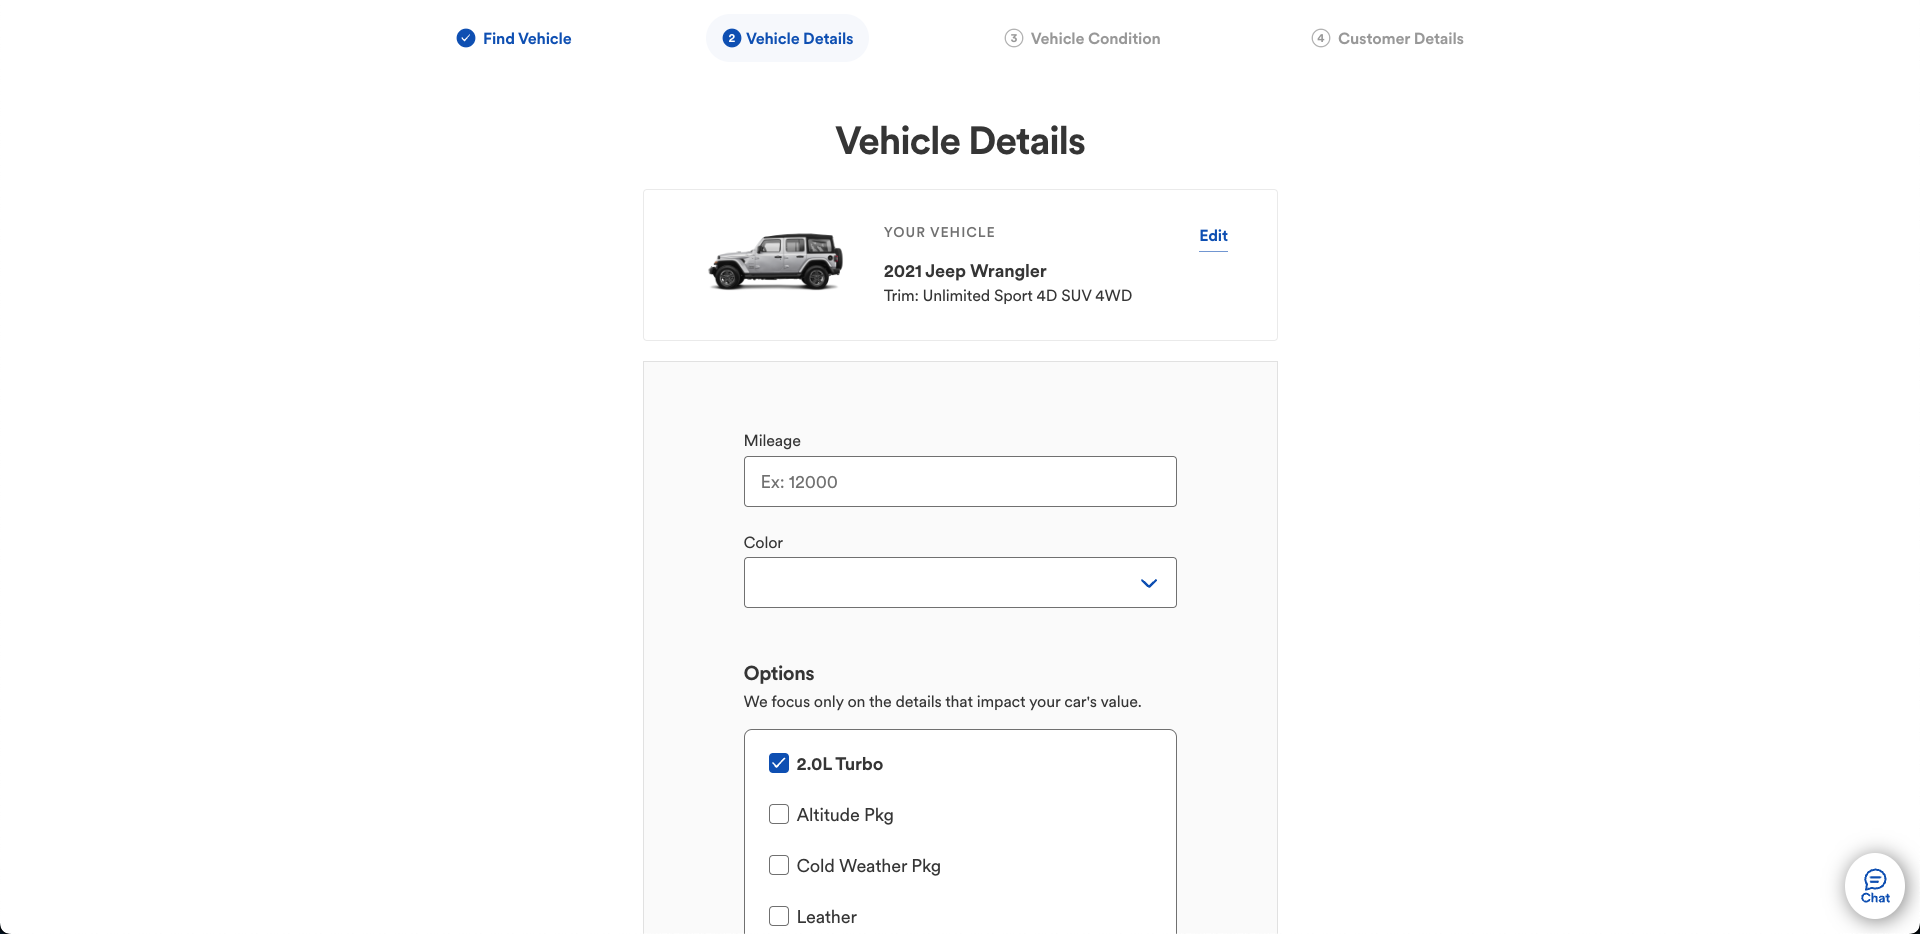 Find Vehicle
2 Vehicle Details
3 Vehicle Condition
4 Customer Details
Vehicle Details
YOUR VEHICLE
Edit
2021 Jeep Wrangler
Trim: Unlimited Sport 4D SUV 4WD
Mileage
Ex: 12000
Color
Options
We focus only on the details that impact your car's value.
2.0L Turbo
Altitude Pkg
Cold Weather Pkg
Leather
Chat